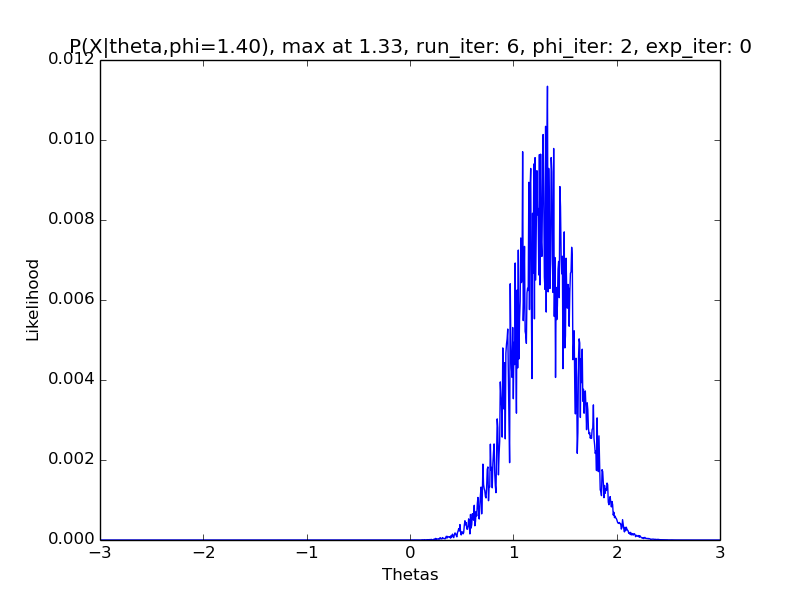 P(X|theta,phi=1.40), max at 1.33, run_iter: 6, phi_iter: 2, exp_iter: 0
0.012
0.010
0.008
0.006
0.004
0.002
0.000
Likelihood
−3 −2 −1 0 1 2 3
Thetas